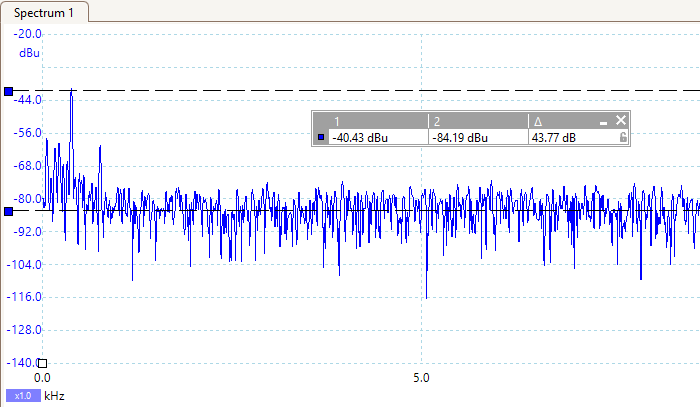 Spectrum 1
-20.0
dBu
-44.0
-56.0
-68.0
-80.0
-92.0
-104.0
-116.0
-128.0
-140.0
1 2 Δ
-40.43 dBu -84.19 dBu 43.77 dB
0.0 5.0
x1.0 kHz